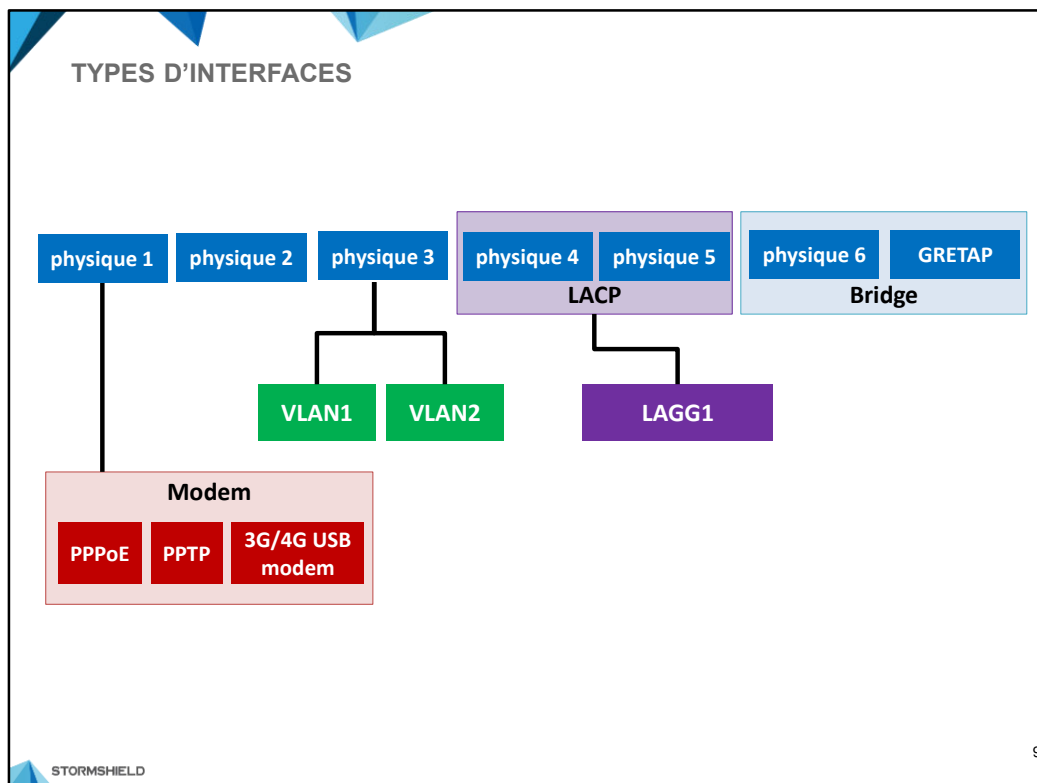 TYPES D'INTERFACES
physique 1
physique 2
physique 3
physique 4
physique 5
LACP
physique 6
GRETAP
Bridge
VLAN1
VLAN2
LAGG1
Modem
PPPoE
PPTP
3G/4G USB
modem
STORMSHIELD
9